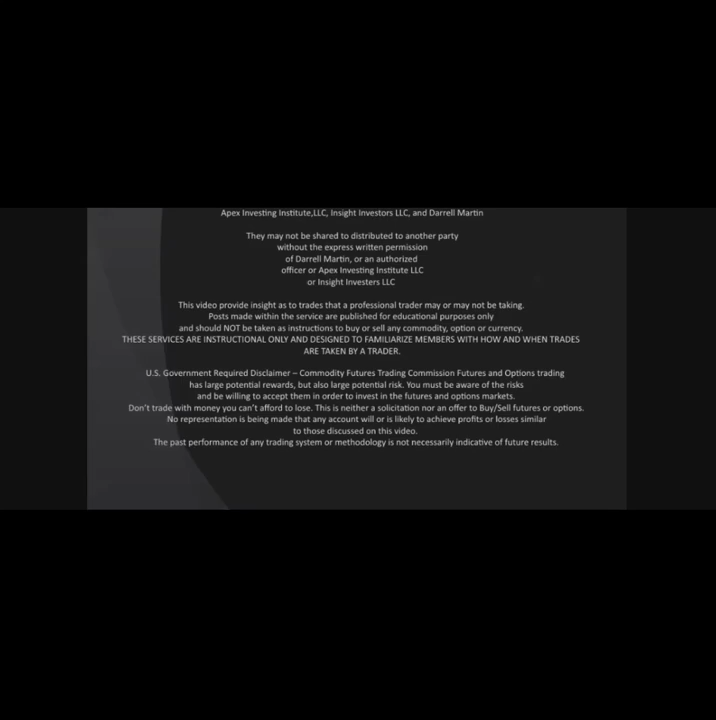 Apex Investing Institute,LLC, Insight Investors LLC, and Darrell Martin
They may not be shared to distributed to another party
without the express written permission
of Darrell Martin, or an authorized
officer or Apex Investing Institute LLC
or Insight Investers LLC
This video provide insight as to trades that a professional trader may or may not be taking.
Posts made within the service are published for educational purposes only
and should NOT be taken as instructions to buy or sell any commodity, option or currency.
THESE SERVICES ARE INSTRUCTIONAL ONLY AND DESIGNED TO FAMILIARIZE MEMBERS WITH HOW AND WHEN TRADES
ARE TAKEN BY A TRADER.
U.S. Government Required Disclaimer – Commodity Futures Trading Commission Futures and Options trading
has large potential rewards, but also large potential risk. You must be aware of the risks
and be willing to accept them in order to invest in the futures and options markets.
Don't trade with money you can't afford to lose. This is neither a solicitation nor an offer to Buy/Sell futures or options.
No representation is being made that any account will or is likely to achieve profits or losses similar
to those discussed on this video.
The past performance of any trading system or methodology is not necessarily indicative of future results.